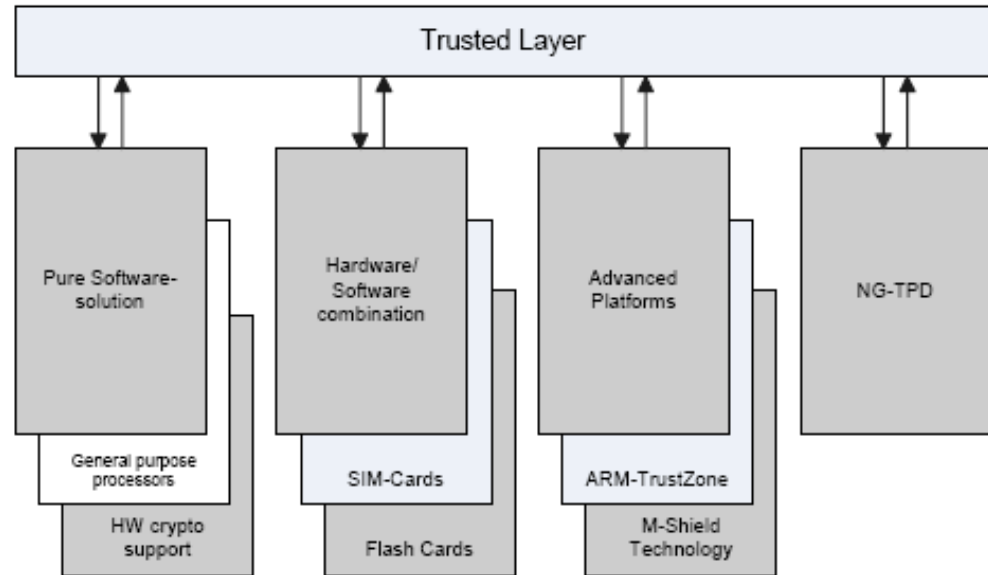 Trusted Layer
Pure Software-
solution
General purpose
processors
HW crypto
support
Hardware/
Software
combination
SIM-Cards
Flash Cards
Advanced
Platforms
ARM-TrustZone
M-Shield
Technology
NG-TPD